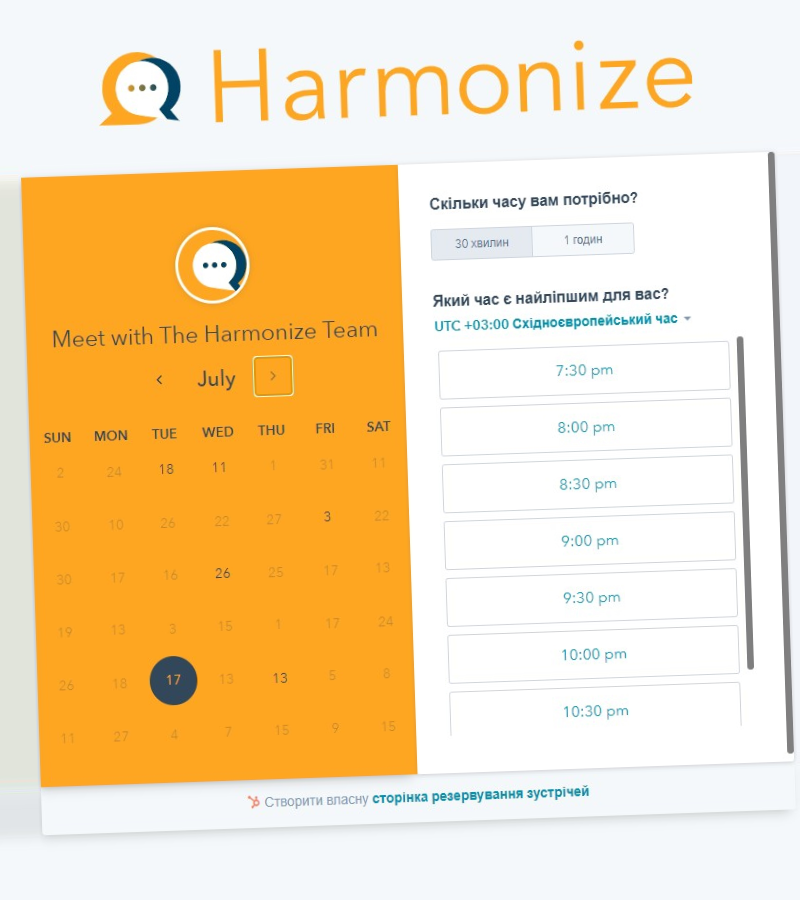 Harmonize
Meet with The Harmonize Team
July
SUN MON TUE WED THU FRI SAT
2 24 18 11 1 31 11
30 10 26 22 27 3 22
30 17 16 26 25 17 13
19 13 3 15 1 17 24
26 18 17 13 13 5 8
11 27 4 7 15 9 15
Скільки часу вам потрібно?
30 хвилин 1 годин
Який час є найліпшим для вас?
UTC +03:00 Східноєвропейський час
7:30 pm
8:00 pm
8:30 pm
9:00 pm
9:30 pm
10:00 pm
10:30 pm
Створити власну сторінка резервування зустрічей